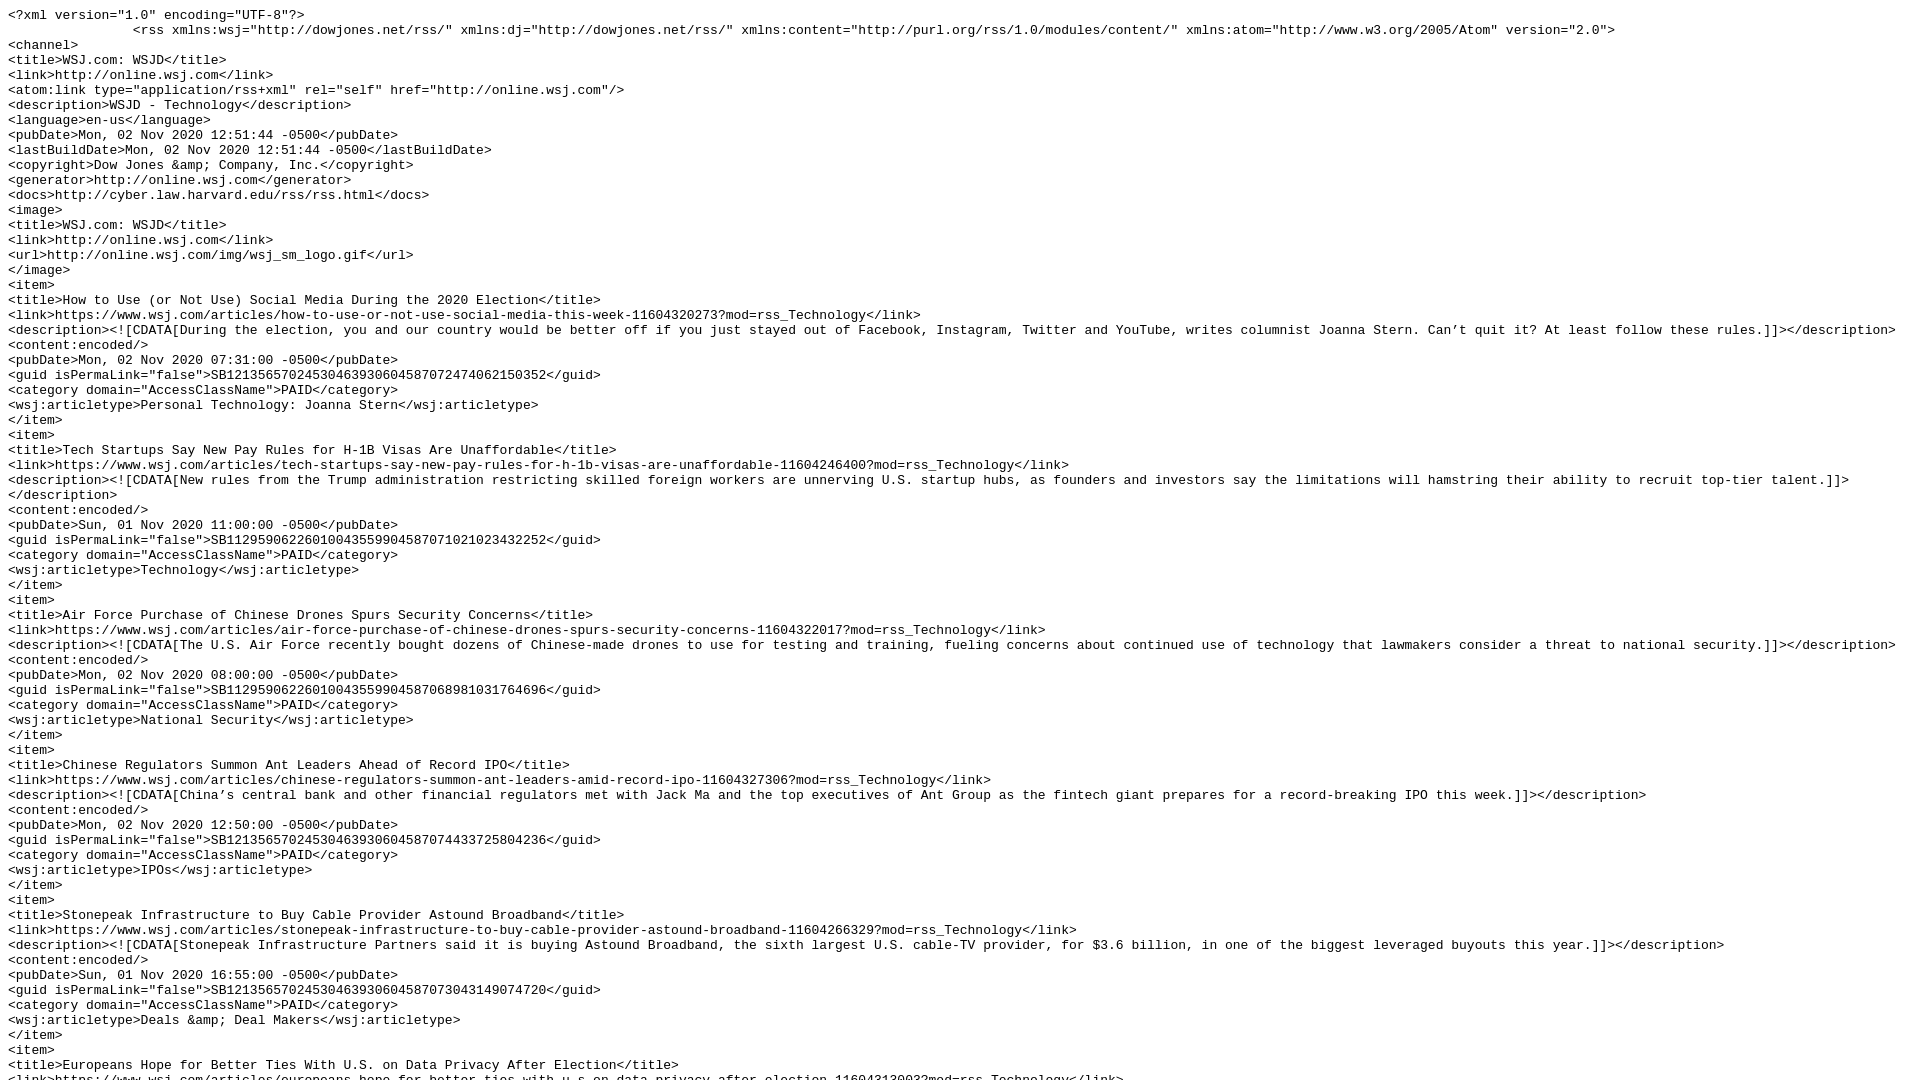 <?xml version="1.0" encoding="UTF-8"?>
<rss xmlns:wsj="http://dowjones.net/rss/" xmlns:dj="http://dowjones.net/rss/" xmlns:content="http://purl.org/rss/1.0/modules/content/" xmlns:atom="http://www.w3.org/2005/Atom" version="2.0">
<channel>
<title>WSJ.com: WSJD</title>
<link>http://online.wsj.com</link>
<atom:link type="application/rss+xml" rel="self" href="http://online.wsj.com"/>
<description>WSJD - Technology</description>
<language>en-us</language>
<pubDate>Mon, 02 Nov 2020 12:51:44 -0500</pubDate>
<lastBuildDate>Mon, 02 Nov 2020 12:51:44 -0500</lastBuildDate>
<copyright>Dow Jones &amp; Company, Inc.</copyright>
<generator>http://online.wsj.com</generator>
<docs>http://cyber.law.harvard.edu/rss/rss.html</docs>
<image>
<title>WSJ.com: WSJD</title>
<link>http://online.wsj.com</link>
<url>http://online.wsj.com/img/wsj_sm_logo.gif</url>
</image>
<item>
<title>How to Use (or Not Use) Social Media During the 2020 Election</title>
<link>https://www.wsj.com/articles/how-to-use-or-not-use-social-media-this-week-11604320273?mod=rss_Technology</link>
<description><![CDATA[During the election, you and our country would be better off if you just stayed out of Facebook, Instagram, Twitter and YouTube, writes columnist Joanna Stern. Can’t quit it? At least follow these rules.]]></description>
<content:encoded/>
<pubDate>Mon, 02 Nov 2020 07:31:00 -0500</pubDate>
<guid isPermaLink="false">SB12135657024530463930604587072474062150352</guid>
<category domain="AccessClassName">PAID</category>
<wsj:articletype>Personal Technology: Joanna Stern</wsj:articletype>
</item>
<item>
<title>Tech Startups Say New Pay Rules for H-1B Visas Are Unaffordable</title>
<link>https://www.wsj.com/articles/tech-startups-say-new-pay-rules-for-h-1b-visas-are-unaffordable-11604246400?mod=rss_Technology</link>
<description><![CDATA[New rules from the Trump administration restricting skilled foreign workers are unnerving U.S. startup hubs, as founders and investors say the limitations will hamstring their ability to recruit top-tier talent.]]>
</description>
<content:encoded/>
<pubDate>Sun, 01 Nov 2020 11:00:00 -0500</pubDate>
<guid isPermaLink="false">SB11295906226010043559904587071021023432252</guid>
<category domain="AccessClassName">PAID</category>
<wsj:articletype>Technology</wsj:articletype>
</item>
<item>
<title>Air Force Purchase of Chinese Drones Spurs Security Concerns</title>
<link>https://www.wsj.com/articles/air-force-purchase-of-chinese-drones-spurs-security-concerns-11604322017?mod=rss_Technology</link>
<description><![CDATA[The U.S. Air Force recently bought dozens of Chinese-made drones to use for testing and training, fueling concerns about continued use of technology that lawmakers consider a threat to national security.]]></description>
<content:encoded/>
<pubDate>Mon, 02 Nov 2020 08:00:00 -0500</pubDate>
<guid isPermaLink="false">SB11295906226010043559904587068981031764696</guid>
<category domain="AccessClassName">PAID</category>
<wsj:articletype>National Security</wsj:articletype>
</item>
<item>
<title>Chinese Regulators Summon Ant Leaders Ahead of Record IPO</title>
<link>https://www.wsj.com/articles/chinese-regulators-summon-ant-leaders-amid-record-ipo-11604327306?mod=rss_Technology</link>
<description><![CDATA[China’s central bank and other financial regulators met with Jack Ma and the top executives of Ant Group as the fintech giant prepares for a record-breaking IPO this week.]]></description>
<content:encoded/>
<pubDate>Mon, 02 Nov 2020 12:50:00 -0500</pubDate>
<guid isPermaLink="false">SB12135657024530463930604587074433725804236</guid>
<category domain="AccessClassName">PAID</category>
<wsj:articletype>IPOs</wsj:articletype>
</item>
<item>
<title>Stonepeak Infrastructure to Buy Cable Provider Astound Broadband</title>
<link>https://www.wsj.com/articles/stonepeak-infrastructure-to-buy-cable-provider-astound-broadband-11604266329?mod=rss_Technology</link>
<description><![CDATA[Stonepeak Infrastructure Partners said it is buying Astound Broadband, the sixth largest U.S. cable-TV provider, for $3.6 billion, in one of the biggest leveraged buyouts this year.]]></description>
<content:encoded/>
<pubDate>Sun, 01 Nov 2020 16:55:00 -0500</pubDate>
<guid isPermaLink="false">SB12135657024530463930604587073043149074720</guid>
<category domain="AccessClassName">PAID</category>
<wsj:articletype>Deals &amp; Deal Makers</wsj:articletype>
</item>
<item>
<title>Europeans Hope for Better Ties With U.S. on Data Privacy After Election</title>
<link>https://www.wsj.com/articles/europeans-hope-for-better-ties-with-u-s-on-data-privacy-after-election-11604313003?mod=rss_Technology</link>